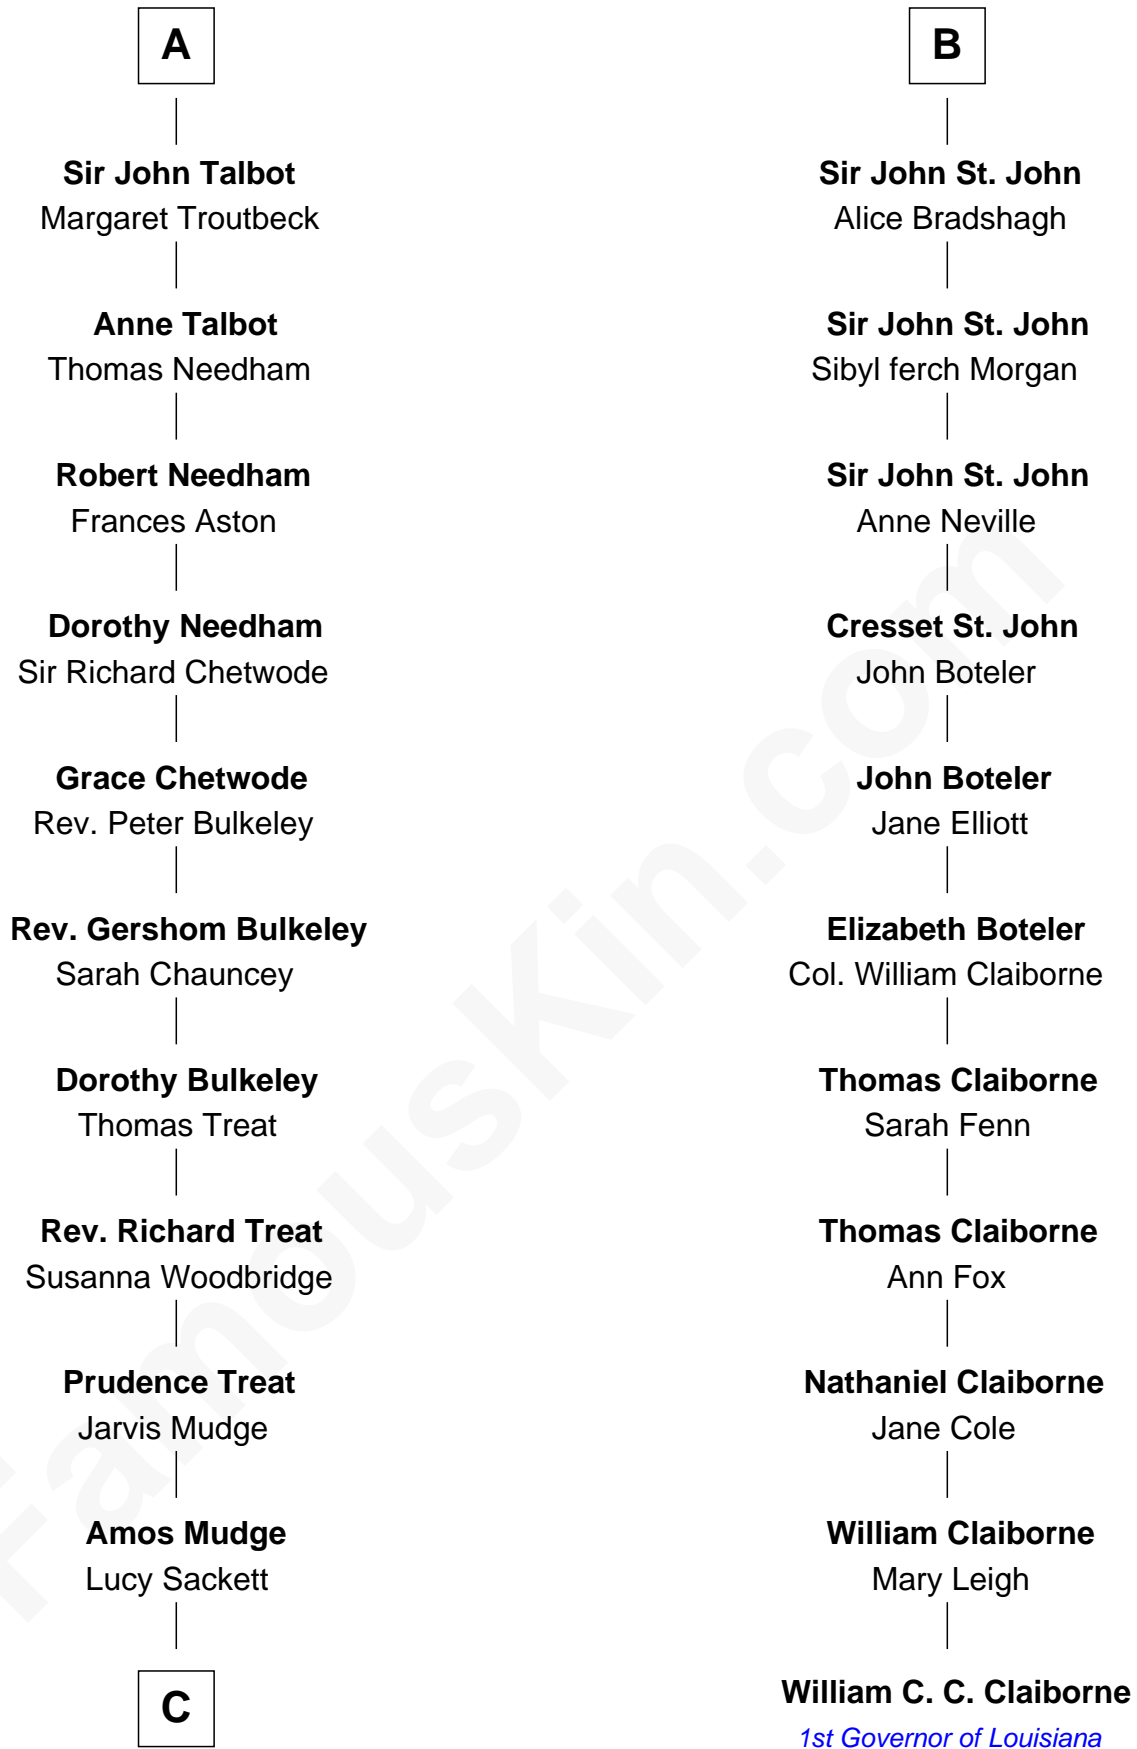 A
Sir John Talbot
Margaret Troutbeck
Anne Talbot
Thomas Needham
Robert Needham
Frances Aston
Dorothy Needham
Sir Richard Chetwode
Grace Chetwode
Rev. Peter Bulkeley
Rev. Gershom Bulkeley
Sarah Chauncey
Dorothy Bulkeley
Thomas Treat
Rev. Richard Treat
Susanna Woodbridge
Prudence Treat
Jarvis Mudge
Amos Mudge
Lucy Sackett
C
B
Sir John St. John
Alice Bradshagh
Sir John St. John
Sibyl ferch Morgan
Sir John St. John
Anne Neville
Cresset St. John
John Boteler
John Boteler
Jane Elliott
Elizabeth Boteler
Col. William Claiborne
Thomas Claiborne
Sarah Fenn
Thomas Claiborne
Ann Fox
Nathaniel Claiborne
Jane Cole
William Claiborne
Mary Leigh
William C. C. Claiborne
1st Governor of Louisiana
FamousKin.com